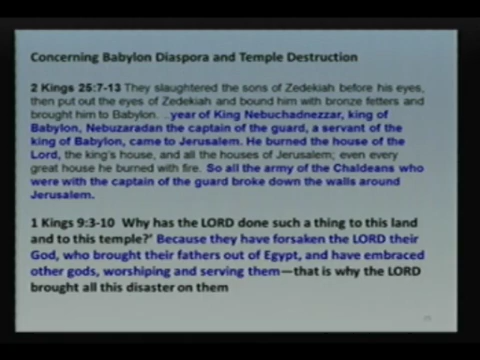 Concerning Babylon Diaspora and Temple Destruction
2 Kings 25:7-13 They slaughtered the sons of Zedekiah before his eyes,
then put out the eyes of Zedekiah and bound him with bronze fetters and
brought him to Babylon. ..year of King Nebuchadnezzar, king of
Babylon, Nebuzaradan the captain of the guard, a servant of the
king of Babylon, came to Jerusalem. He burned the house of the
Lord, the king's house, and all the houses of Jerusalem; even every
great house he burned with fire. So all the army of the Chaldeans who
were with the captain of the guard broke down the walls around
Jerusalem.
1 Kings 9:3-10 Why has the LORD done such a thing to this land
and to this temple?' Because they have forsaken the LORD their
God, who brought their fathers out of Egypt, and have embraced
other gods, worshiping and serving them—that is why the LORD
brought all this disaster on them